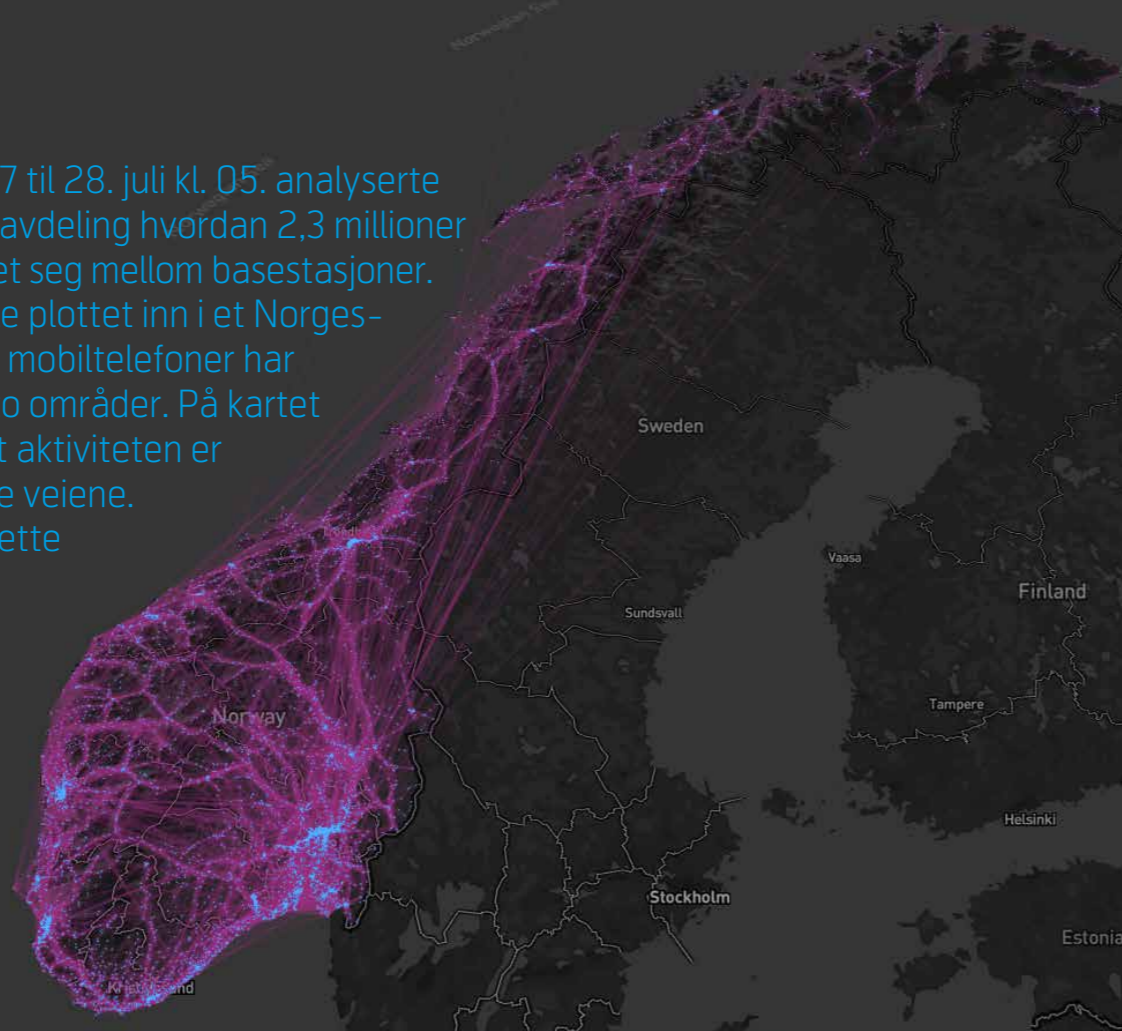 Norwegian Sea
7 til 28. juli kl. 05. analyserte
avdeling hvordan 2,3 millioner
et seg mellom basestasjoner.
e plottet inn i et Norges-
mobiltelefoner har
o områder. På kartet
t aktiviteten er
e veiene.
ette
Sweden
Vaasa
Finland
Sundsvall
Norway
Tampere
Helsinki
Stockholm
Estonia